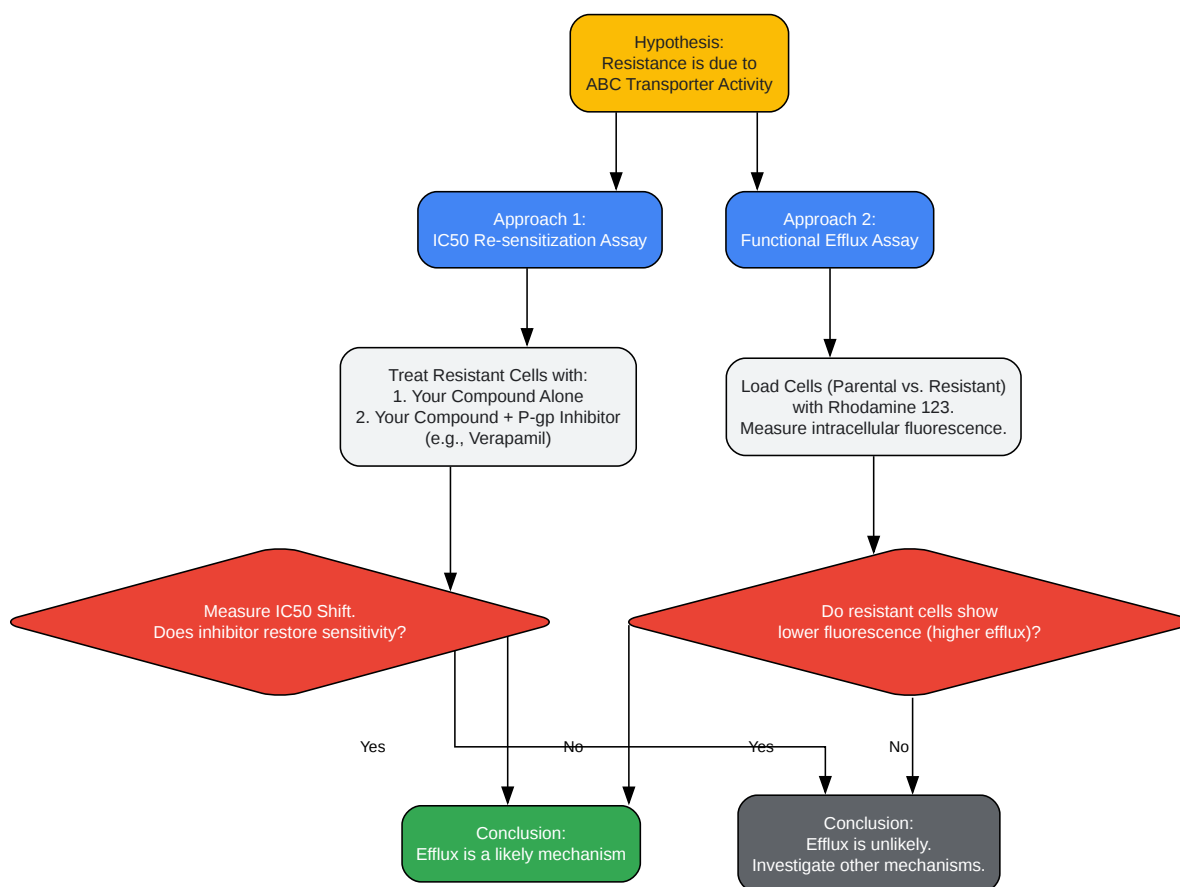 Hypothesis:
Resistance is due to
ABC Transporter Activity
Approach 1:
IC50 Re-sensitization Assay
Approach 2:
Functional Efflux Assay
Treat Resistant Cells with:
1. Your Compound Alone
2. Your Compound + P-gp Inhibitor
(e.g., Verapamil)
Load Cells (Parental vs. Resistant)
with Rhodamine 123.
Measure intracellular fluorescence.
Measure IC50 Shift.
Does inhibitor restore sensitivity?
Do resistant cells show
lower fluorescence (higher efflux)?
Yes
No
Yes
No
Conclusion:
Efflux is a likely mechanism
Conclusion:
Efflux is unlikely.
Investigate other mechanisms.